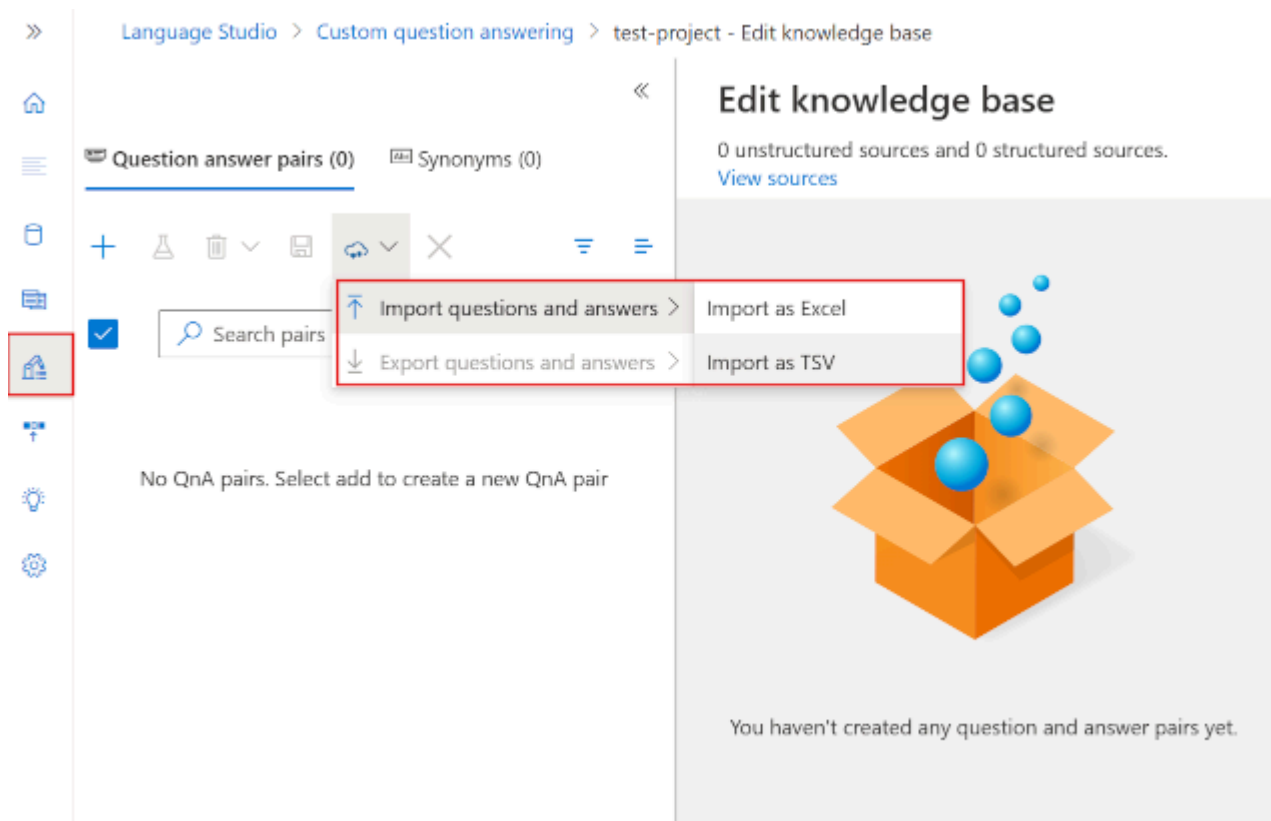 Language Studio > Custom question answering > test-project - Edit knowledge base
Question answer pairs (0)
Synonyms (0)
Search pairs
Import questions and answers >
Export questions and answers >
Import as Excel
Import as TSV
No QnA pairs. Select add to create a new QnA pair
Edit knowledge base
0 unstructured sources and 0 structured sources.
View sources
You haven't created any question and answer pairs yet.